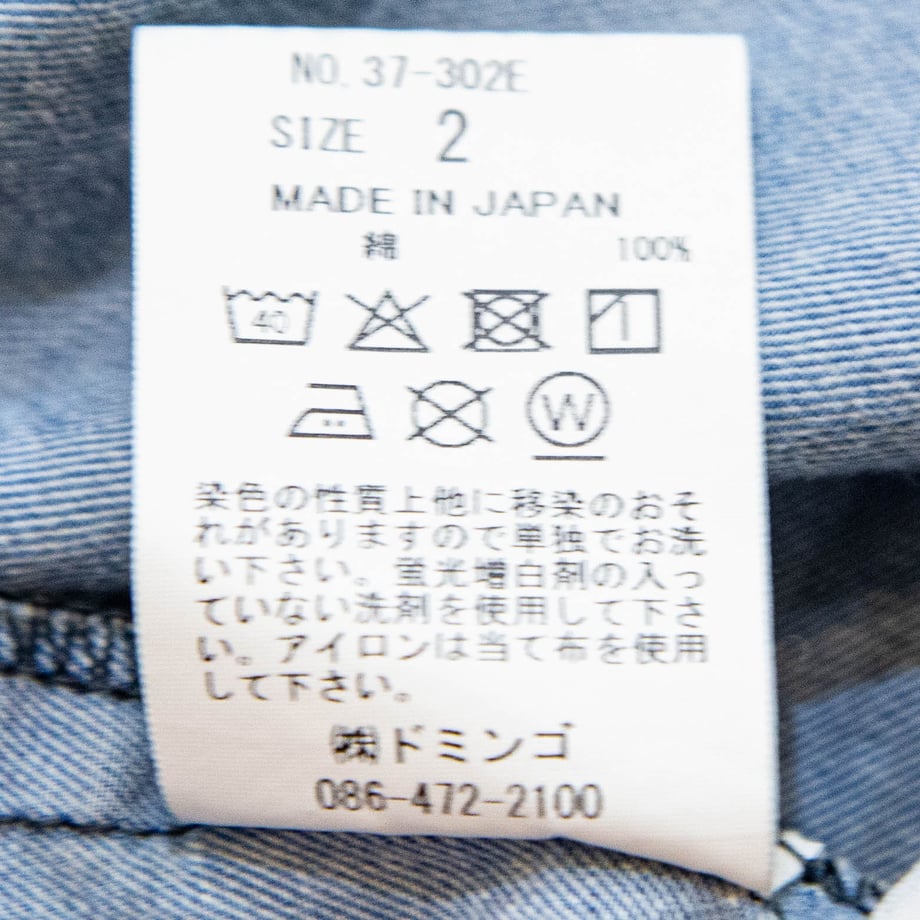 NO. 37-302E
SIZE 2
MADE IN JAPAN
綿 100%
40
W
染色の性質上他に移染のおそ
れがありますので単独でお洗
い下さい。蛍光増白剤の入っ
ていない洗剤を使用して下さ
い。アイロンは当て布を使用
して下さい。
㈱ドミンゴ
086-472-2100